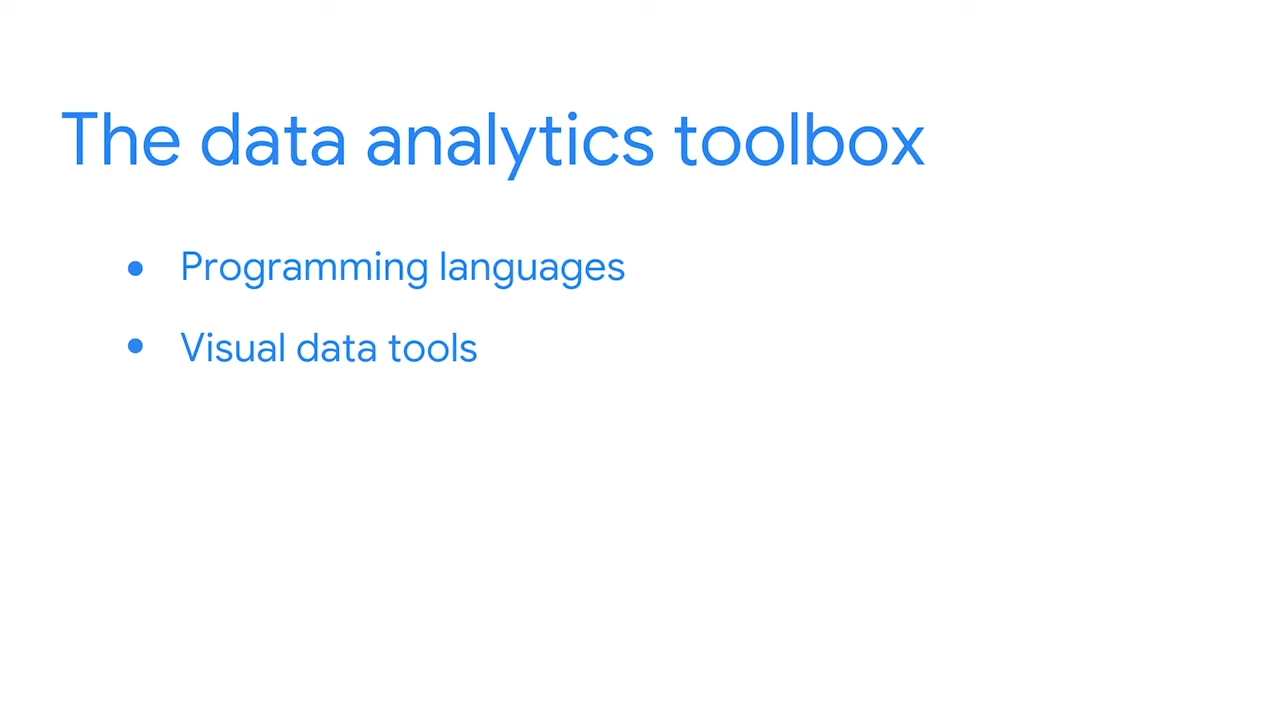 The data analytics toolbox
• Programming languages
• Visual data tools